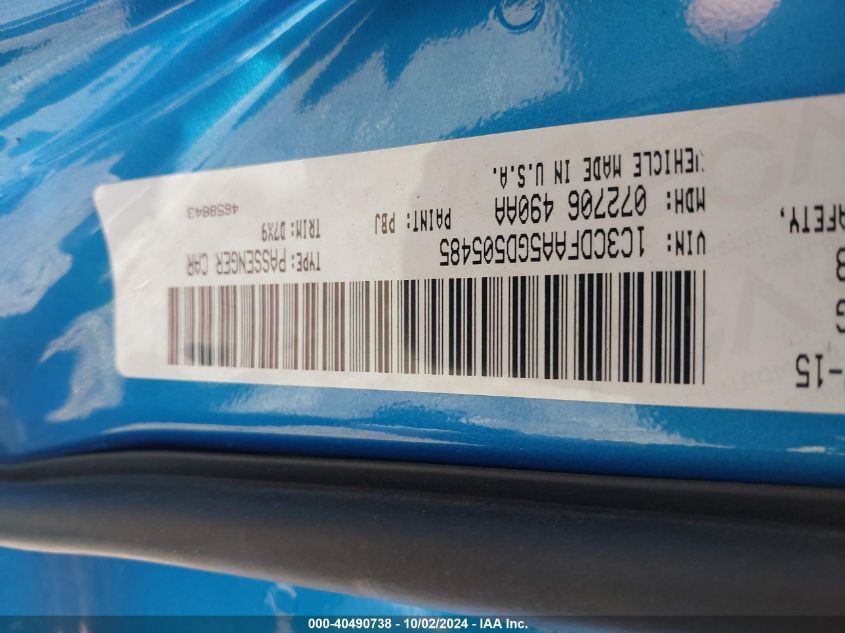 -15
G
B
AFETY,
VIN: 1C3CDFAA5GD505485 TYPE: PASSENGER CAR
MDH: 072706 490AA PAINT: PBJ TRIM: D7X9
VEHICLE MADE IN U.S.A. 4658843
000-40490738 - 10/02/2024 - IAA Inc.